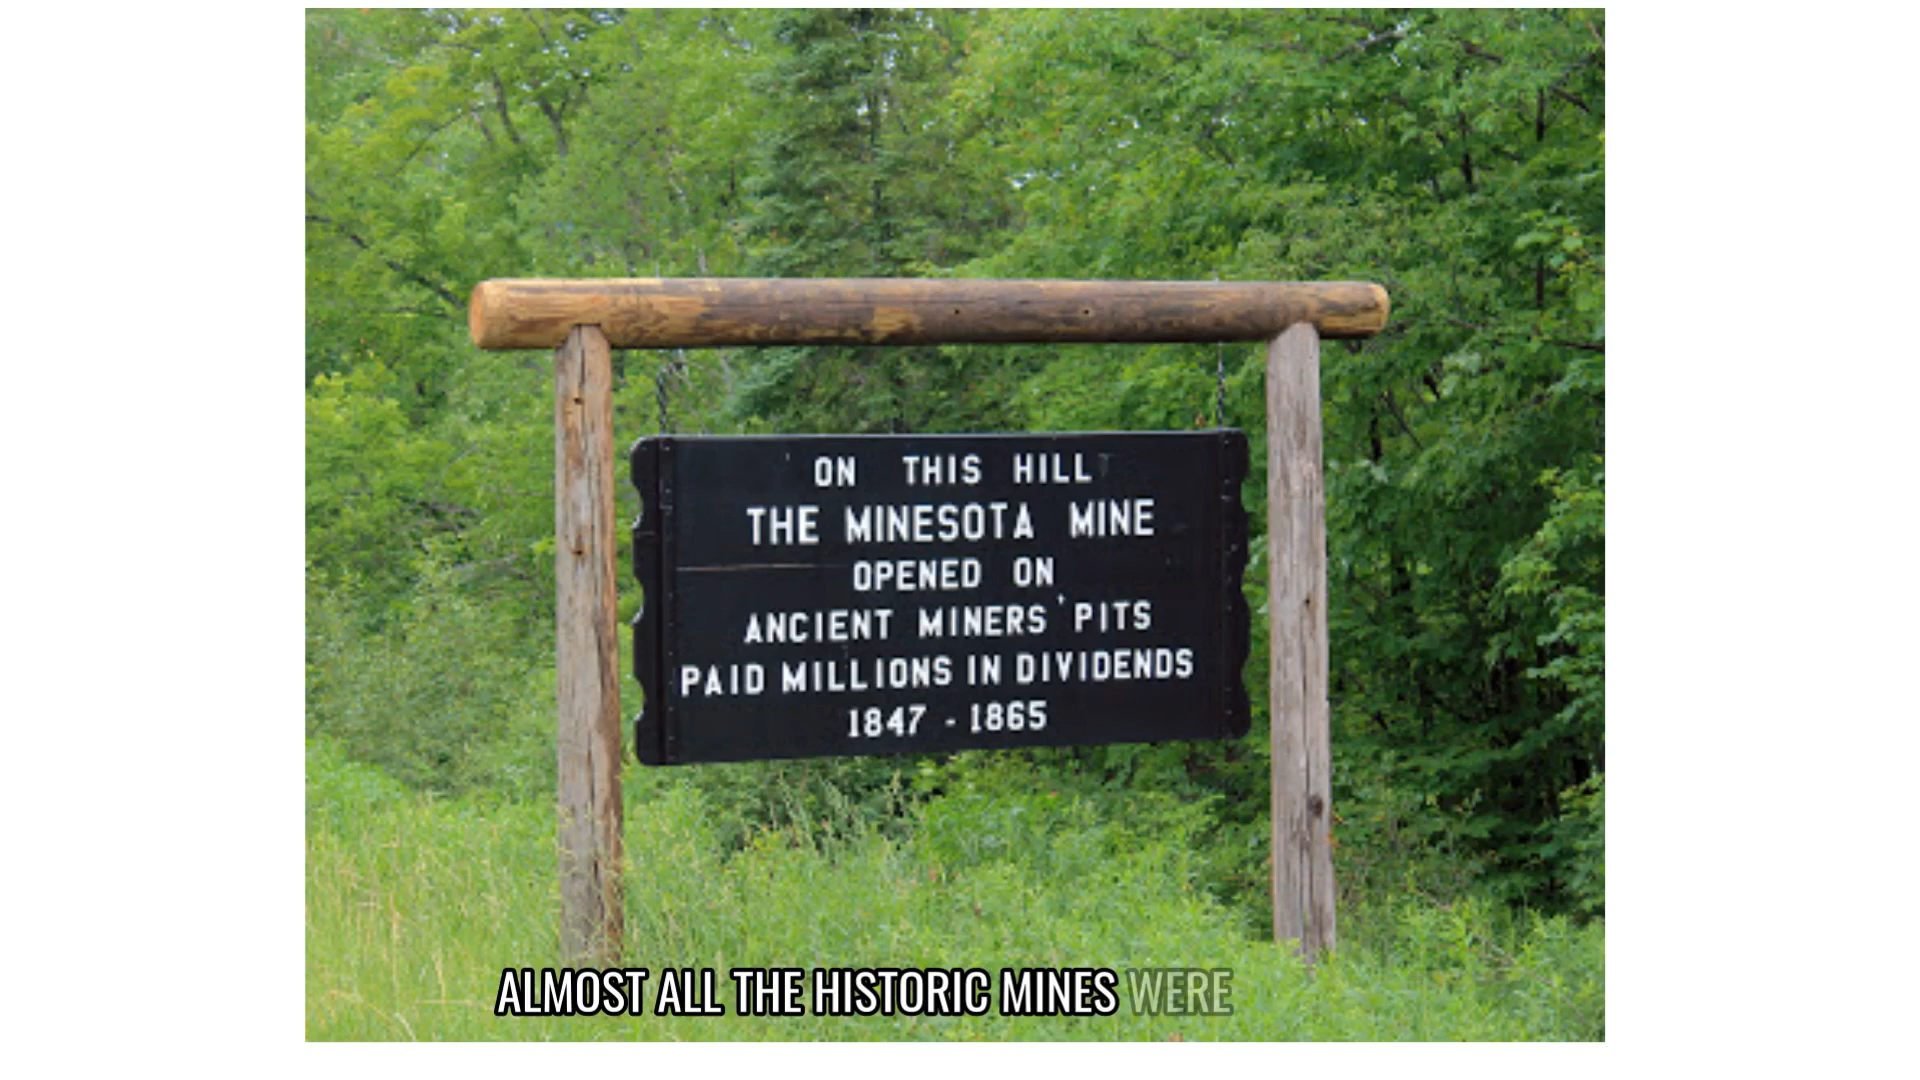 ON THIS HILL
THE MINESOTA MINE
OPENED ON
ANCIENT MINERS' PITS
PAID MILLIONS IN DIVIDENDS
1847 - 1865
ALMOST ALL THE HISTORIC MINES WERE